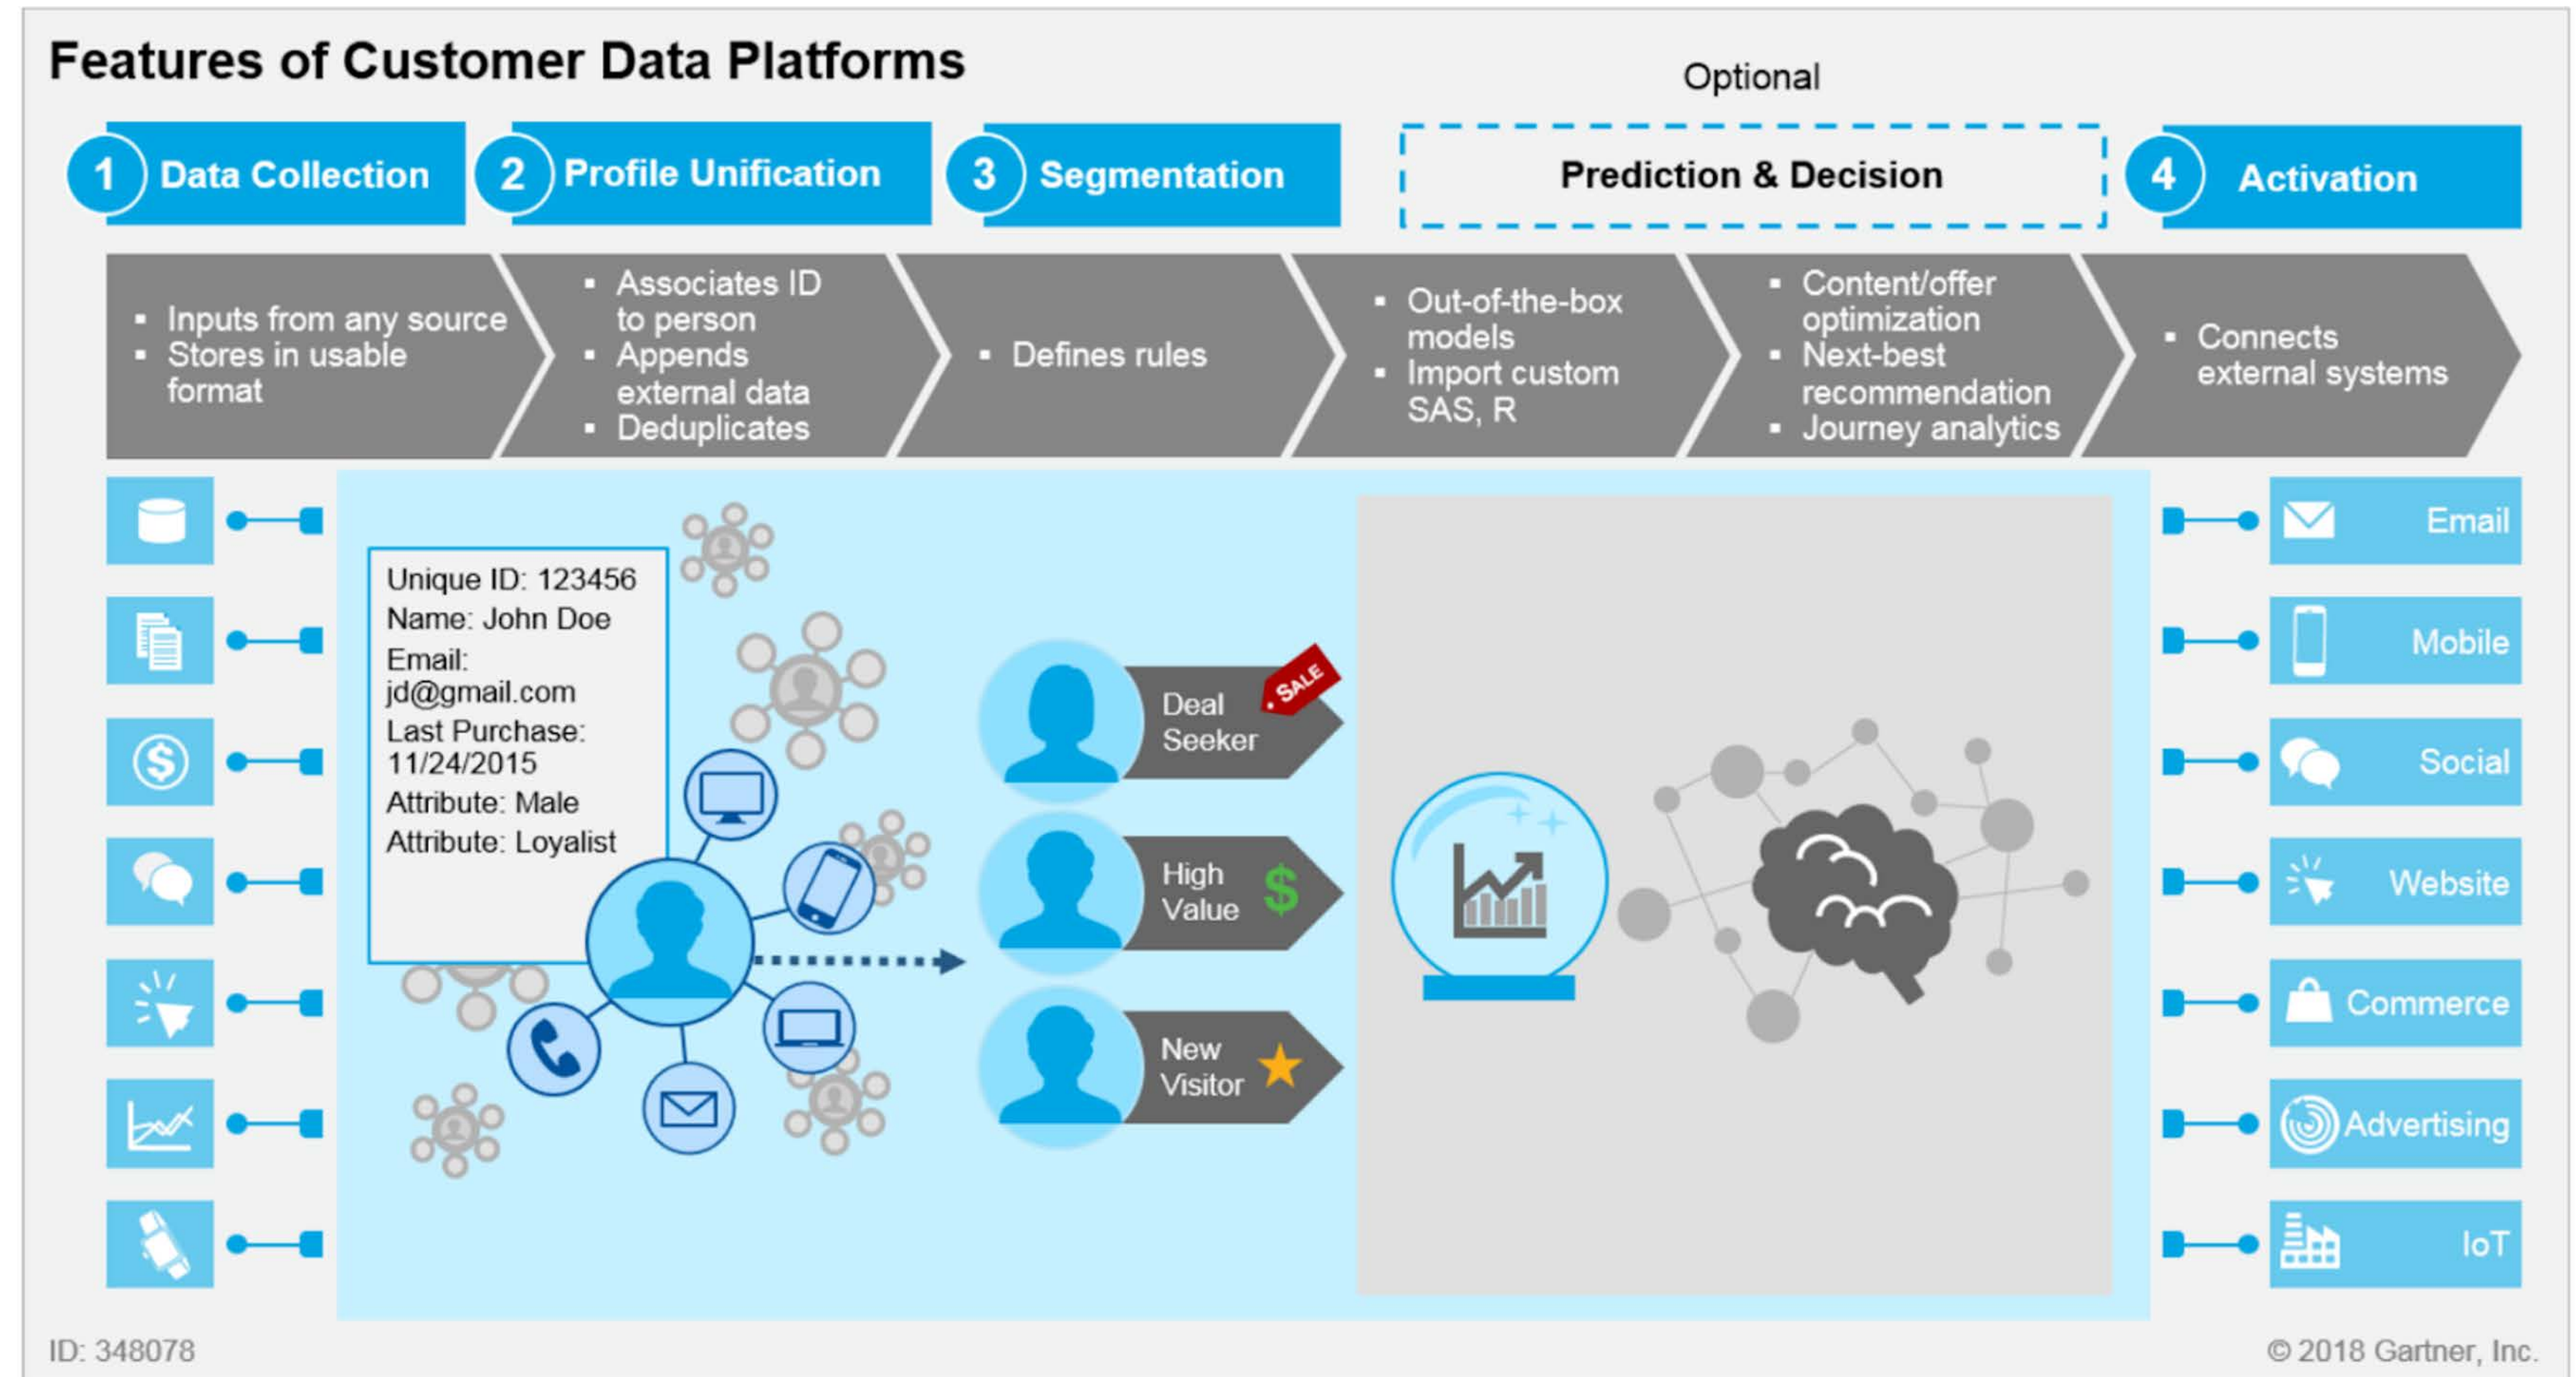 Features of Customer Data Platforms
Optional
1 Data Collection
2 Profile Unification
3 Segmentation
Prediction & Decision
4 Activation
▪ Inputs from any source
▪ Stores in usable
format
▪ Associates ID
to person
▪ Appends
external data
▪ Deduplicates
▪ Defines rules
▪ Out-of-the-box
models
▪ Import custom
SAS, R
▪ Content/offer
optimization
▪ Next-best
recommendation
▪ Journey analytics
▪ Connects
external systems
$
Unique ID: 123456
Name: John Doe
Email:
jd@gmail.com
Last Purchase:
11/24/2015
Attribute: Male
Attribute: Loyalist
Deal
Seeker
SALE
High
Value
$
New
Visitor
Email
Mobile
Social
Website
Commerce
Advertising
IoT
ID: 348078
© 2018 Gartner, Inc.